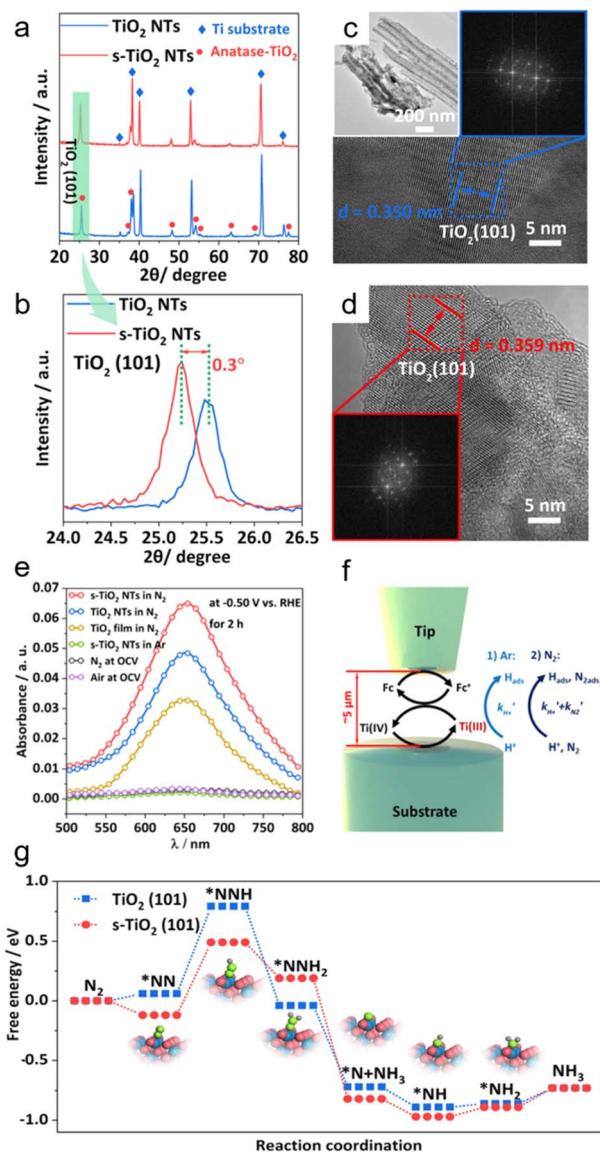 a
TiO2 NTs
s-TiO2 NTs
Ti substrate
Anatase-TiO2
Intensity / a.u.
TiO2 (101)
20 30 40 50 60 70 80
2θ/ degree
b
TiO2 NTs
s-TiO2 NTs
TiO2 (101)
0.3°
Intensity / a.u.
24.0 24.5 25.0 25.5 26.0 26.5
2θ/ degree
c
200 nm
d = 0.350 nm
TiO2(101)
5 nm
d
d = 0.359 nm
TiO2(101)
5 nm
e
s-TiO2 NTs in N2
TiO2 NTs in N2
TiO2 film in N2
s-TiO2 NTs in Ar
N2 at OCV
Air at OCV
at -0.50 V vs. RHE
for 2 h
Absorbance / a. u.
0.07
0.06
0.05
0.04
0.03
0.02
0.01
0.00
500 550 600 650 700 750 800
λ / nm
f
Tip
~5 μm
Fc
Fc+
Ti(IV)
Ti(III)
Substrate
1) Ar:
Hads
kH+'
H+
2) N2:
Hads, N2ads
kH+'+kN2'
H+, N2
g
TiO2 (101)
s-TiO2 (101)
Free energy / eV
1.0
0.5
0.0
-0.5
-1.0
N2
*NN
*NNH
*NNH2
*N+NH3
*NH
*NH2
NH3
Reaction coordination